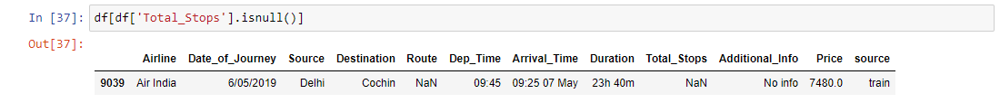 In [37]: df[df['Total_Stops'].isnull()]
Out[37]:
Airline Date_of_Journey Source Destination Route Dep_Time Arrival_Time Duration Total_Stops Additional_Info Price source
9039 Air India 6/05/2019 Delhi Cochin NaN 09:45 09:25 07 May 23h 40m NaN No info 7480.0 train